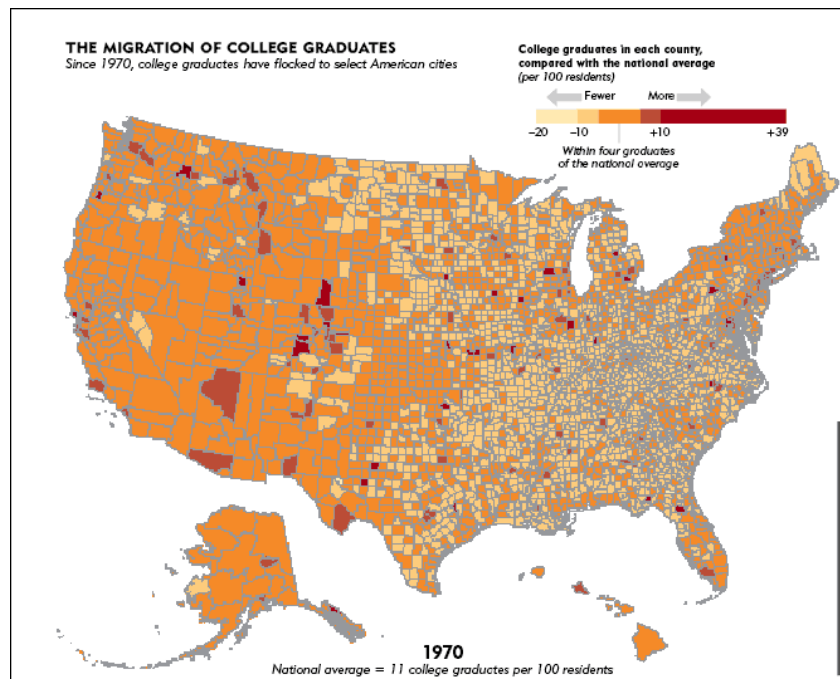 THE MIGRATION OF COLLEGE GRADUATES
Since 1970, college graduates have flocked to select American cities
College graduates in each county,
compared with the national average
(per 100 residents)
Fewer More
–20 –10 +10 +39
Within four graduates
of the national average
1970
National average = 11 college graduates per 100 residents